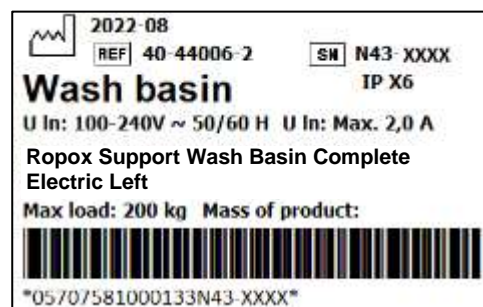 2022-08
REF 40-44006-2 SN N43-XXXX
Wash basin IP X6
U In: 100-240V ~ 50/60 H U In: Max. 2,0 A
Ropox Support Wash Basin Complete
Electric Left
Max load: 200 kg Mass of product:
*05707581000133N43-XXXX*